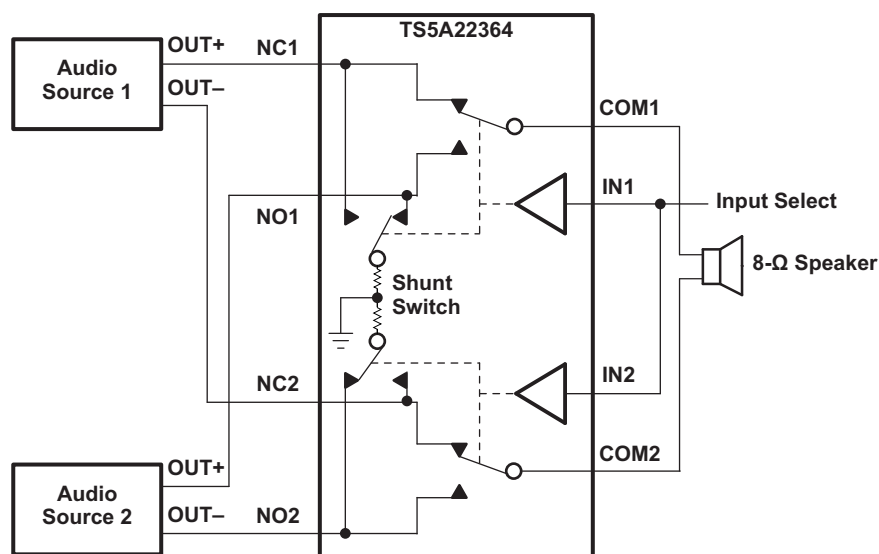 TS5A22364
Audio
Source 1
OUT+
NC1
OUT–
COM1
IN1
Input Select
NO1
8-Ω Speaker
Shunt
Switch
NC2
IN2
COM2
Audio
Source 2
OUT+
OUT–
NO2